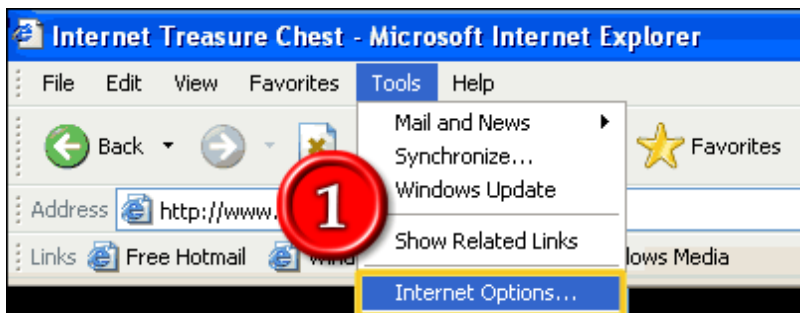 Internet Treasure Chest - Microsoft Internet Explorer
File Edit View Favorites Tools Help
Back Favorites
Mail and News
Synchronize...
Windows Update
Address http://www.
1
Show Related Links
Links Free Hotmail Media
Internet Options...